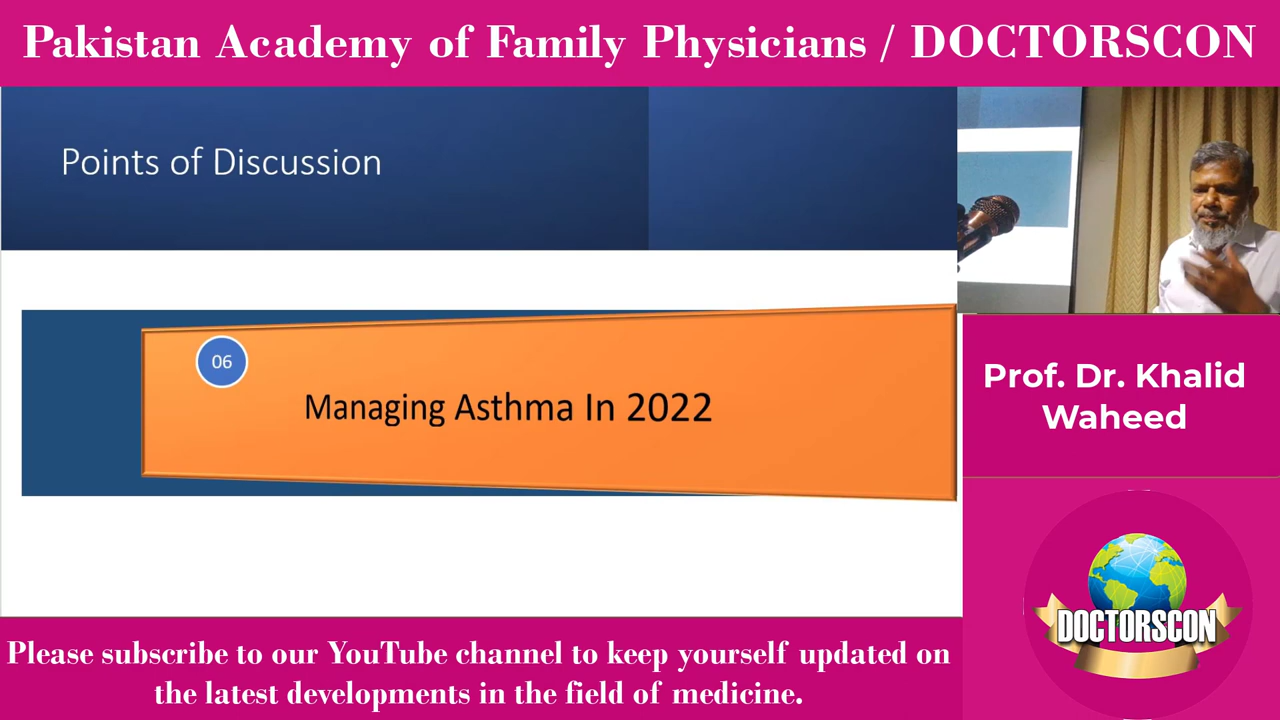 Pakistan Academy of Family Physicians / DOCTORSCON
Points of Discussion
06
Managing Asthma In 2022
Prof. Dr. Khalid
Waheed
DOCTORSCON
Please subscribe to our YouTube channel to keep yourself updated on
the latest developments in the field of medicine.